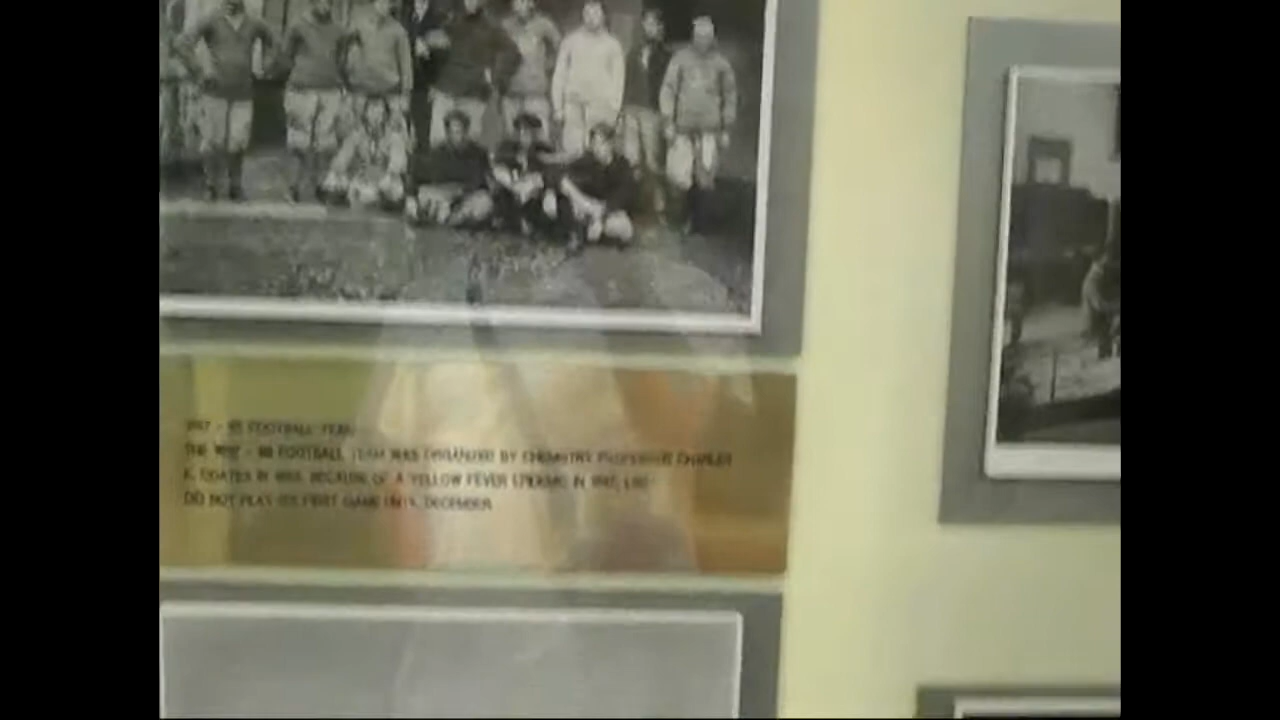 FOOTBALL TEAM
THE FOOTBALL TEAM WAS ORGANIZED BY CHEMISTRY PROFESSOR CHARLES
COATES IN BECAUSE OF A YELLOW FEVER EPIDEMIC IN
DID NOT PLAY ITS FIRST GAME UNTIL DECEMBER.